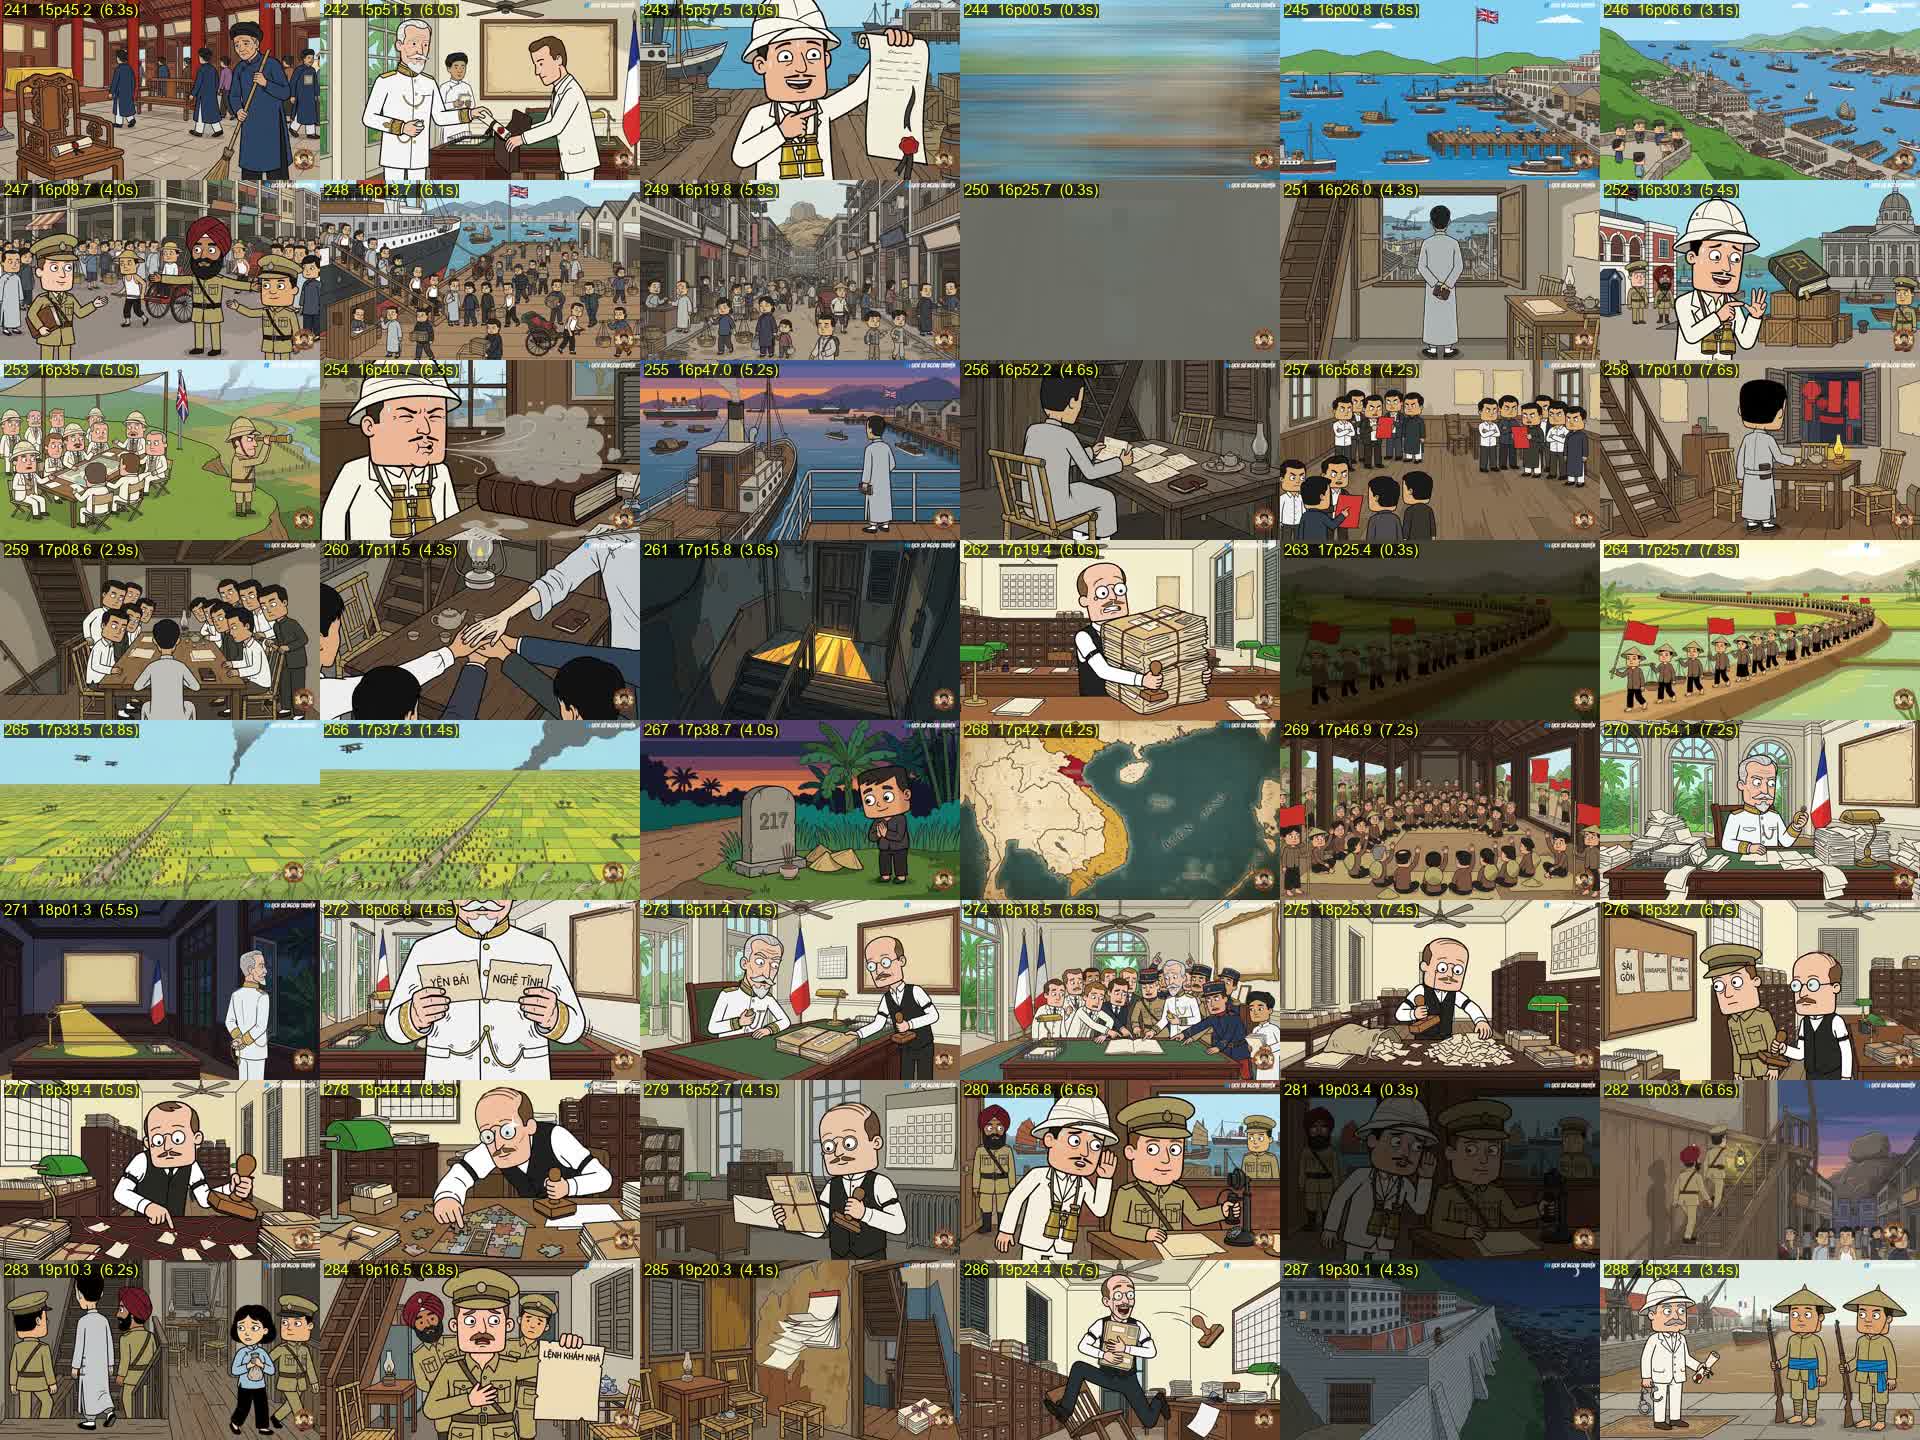 241 15p45.2 (6.3s)
242 15p51.5 (6.0s)
243 15p57.5 (3.0s)
244 16p00.5 (0.3s)
245 16p00.8 (5.8s)
246 16p06.6 (3.1s)
LỊCH SỬ NGOẠI TRUYỆN
247 16p09.7 (4.0s)
248 16p13.7 (6.1s)
249 16p19.8 (5.9s)
250 16p25.7 (0.3s)
251 16p26.0 (4.3s)
252 16p30.3 (5.4s)
253 16p35.7 (5.0s)
254 16p40.7 (6.3s)
255 16p47.0 (5.2s)
256 16p52.2 (4.6s)
257 16p56.8 (4.2s)
258 17p01.0 (7.6s)
259 17p08.6 (2.9s)
260 17p11.5 (4.3s)
261 17p15.8 (3.6s)
262 17p19.4 (6.0s)
263 17p25.4 (0.3s)
264 17p25.7 (7.8s)
265 17p33.5 (3.8s)
266 17p37.3 (1.4s)
267 17p38.7 (4.0s)
268 17p42.7 (4.2s)
269 17p46.9 (7.2s)
270 17p54.1 (7.2s)
217
271 18p01.3 (5.5s)
272 18p06.8 (4.6s)
273 18p11.4 (7.1s)
274 18p18.5 (6.8s)
275 18p25.3 (7.4s)
276 18p32.7 (6.7s)
YÊN BÁI
NGHỆ TĨNH
SÀI GÒN
SINGAPORE
THƯỢNG HẢI
277 18p39.4 (5.0s)
278 18p44.4 (8.3s)
279 18p52.7 (4.1s)
280 18p56.8 (6.6s)
281 19p03.4 (0.3s)
282 19p03.7 (6.6s)
283 19p10.3 (6.2s)
284 19p16.5 (3.8s)
285 19p20.3 (4.1s)
286 19p24.4 (5.7s)
287 19p30.1 (4.3s)
288 19p34.4 (3.4s)
LỆNH KHÁM NHÀ